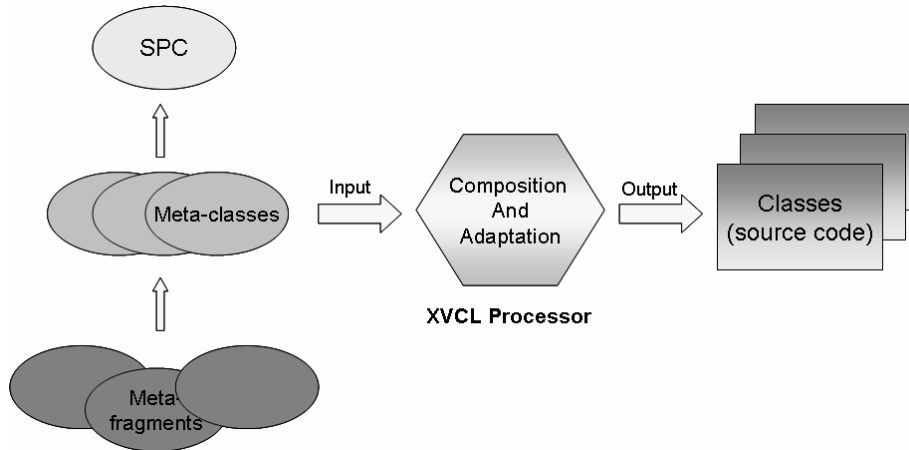 SPC
Meta-classes
Meta-
fragments
Input
Composition
And
Adaptation
XVCL Processor
Output
Classes
(source code)